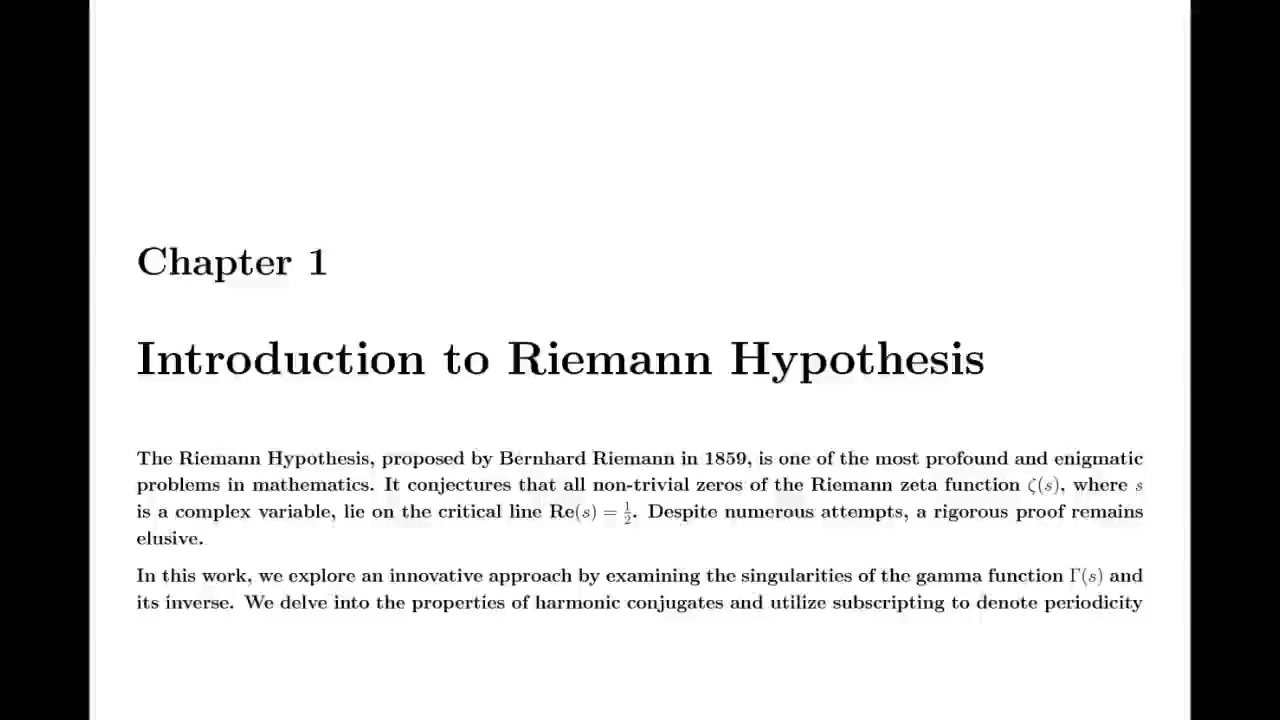 Chapter 1
Introduction to Riemann Hypothesis
The Riemann Hypothesis, proposed by Bernhard Riemann in 1859, is one of the most profound and enigmatic
problems in mathematics. It conjectures that all non-trivial zeros of the Riemann zeta function ζ(s), where s
is a complex variable, lie on the critical line Re(s) = 1/2. Despite numerous attempts, a rigorous proof remains
elusive.
In this work, we explore an innovative approach by examining the singularities of the gamma function Γ(s) and
its inverse. We delve into the properties of harmonic conjugates and utilize subscripting to denote periodicity